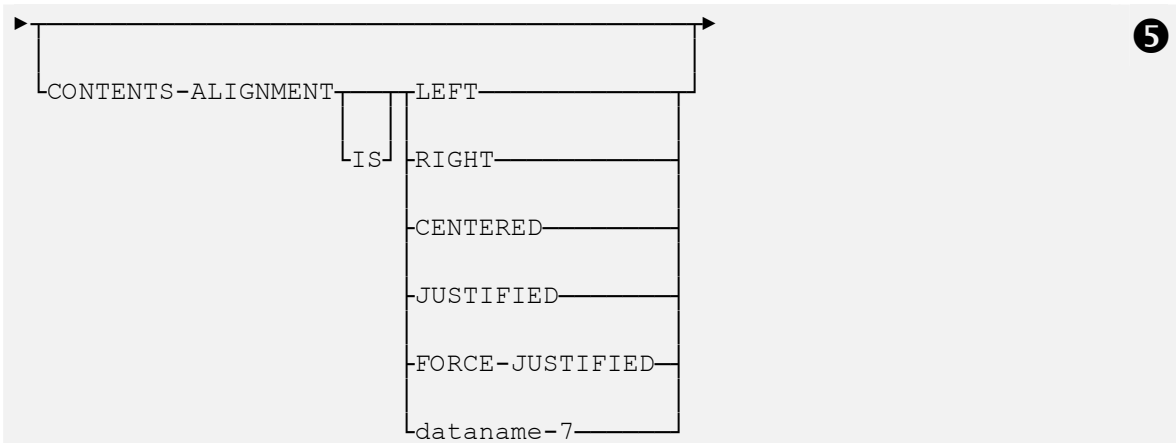 ❺
CONTENTS-ALIGNMENT LEFT
IS RIGHT
CENTERED
JUSTIFIED
FORCE-JUSTIFIED
dataname-7